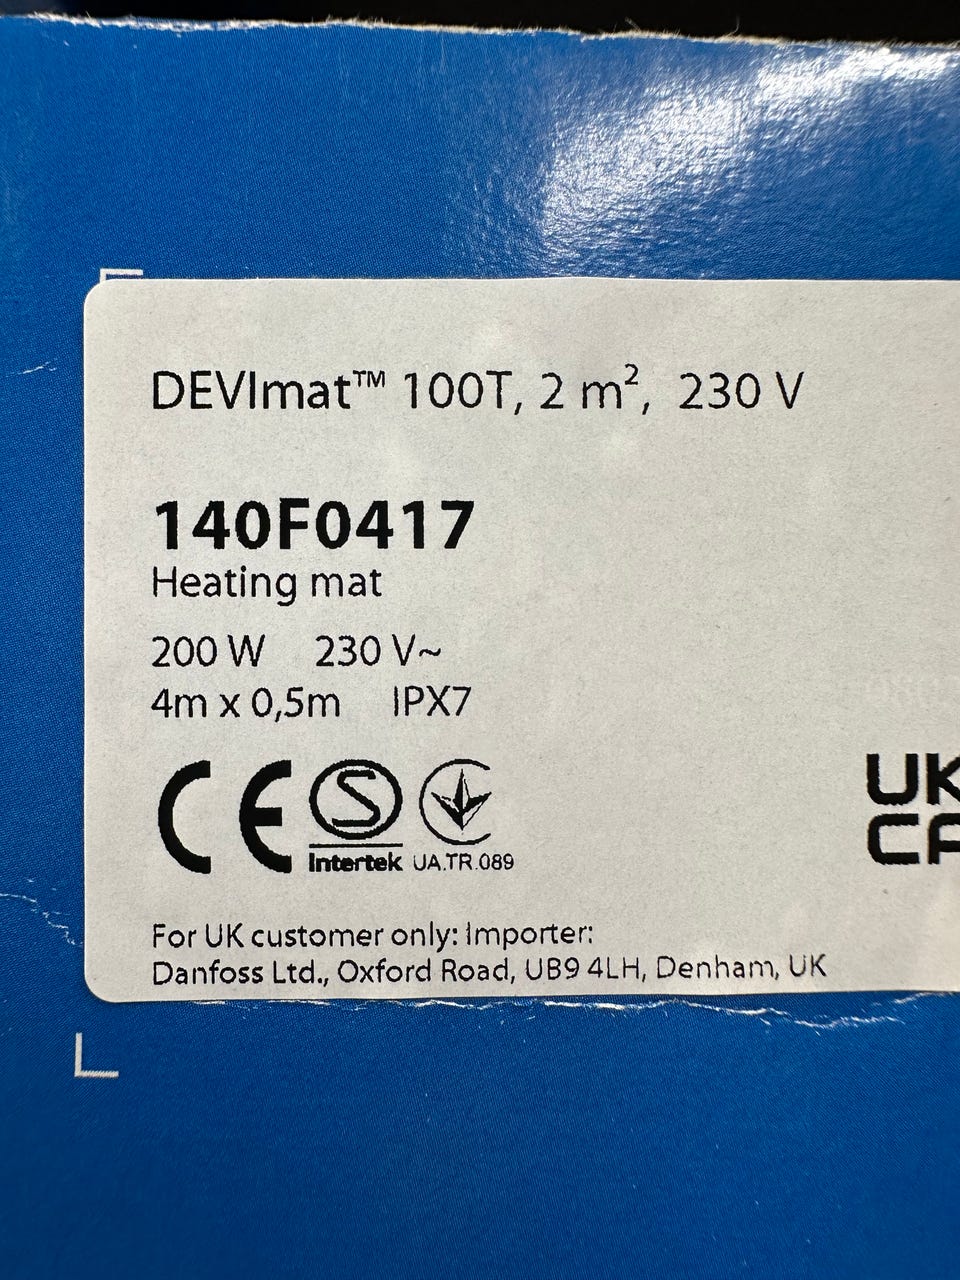 DEVImat™ 100T, 2 m², 230 V
140F0417
Heating mat
200 W 230 V~
4m x 0,5m IPX7
CE S
Intertek UA.TR.089
UK
CA
For UK customer only: Importer:
Danfoss Ltd., Oxford Road, UB9 4LH, Denham, UK